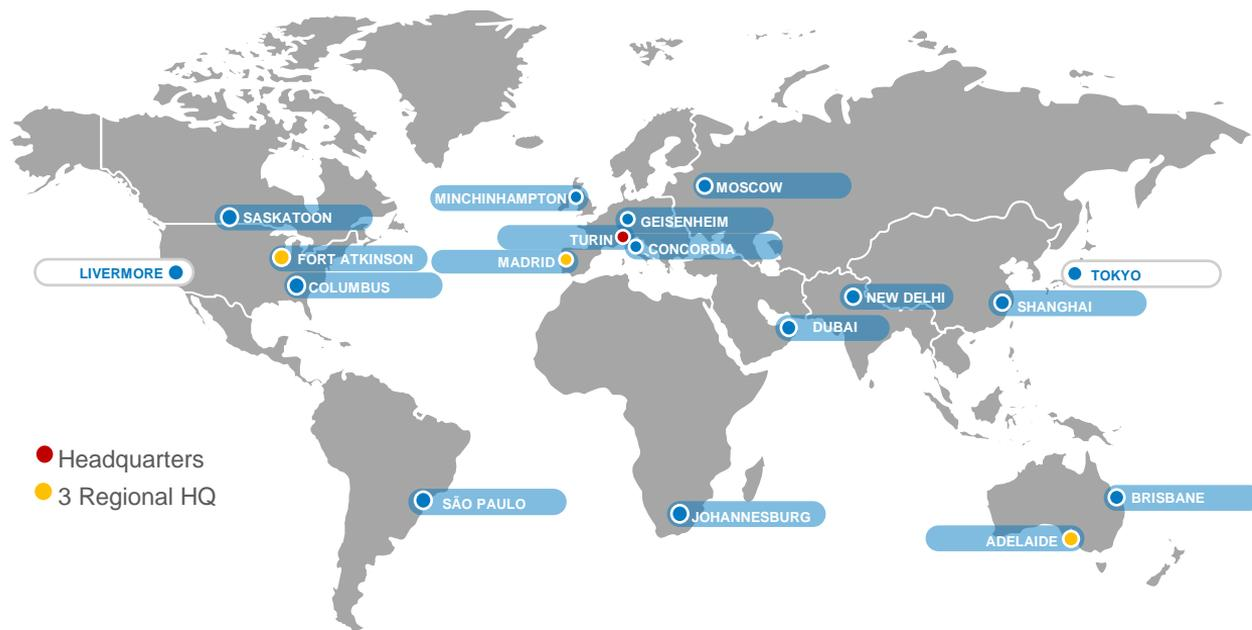 MOSCOW
MINCHINHAMPTON
SASKATOON
GEISENHEIM
TURIN
CONCORDIA
FORT ATKINSON
MADRID
LIVERMORE
TOKYO
COLUMBUS
NEW DELHI
SHANGHAI
DUBAI
Headquarters
3 Regional HQ
SÃO PAULO
JOHANNESBURG
BRISBANE
ADELAIDE